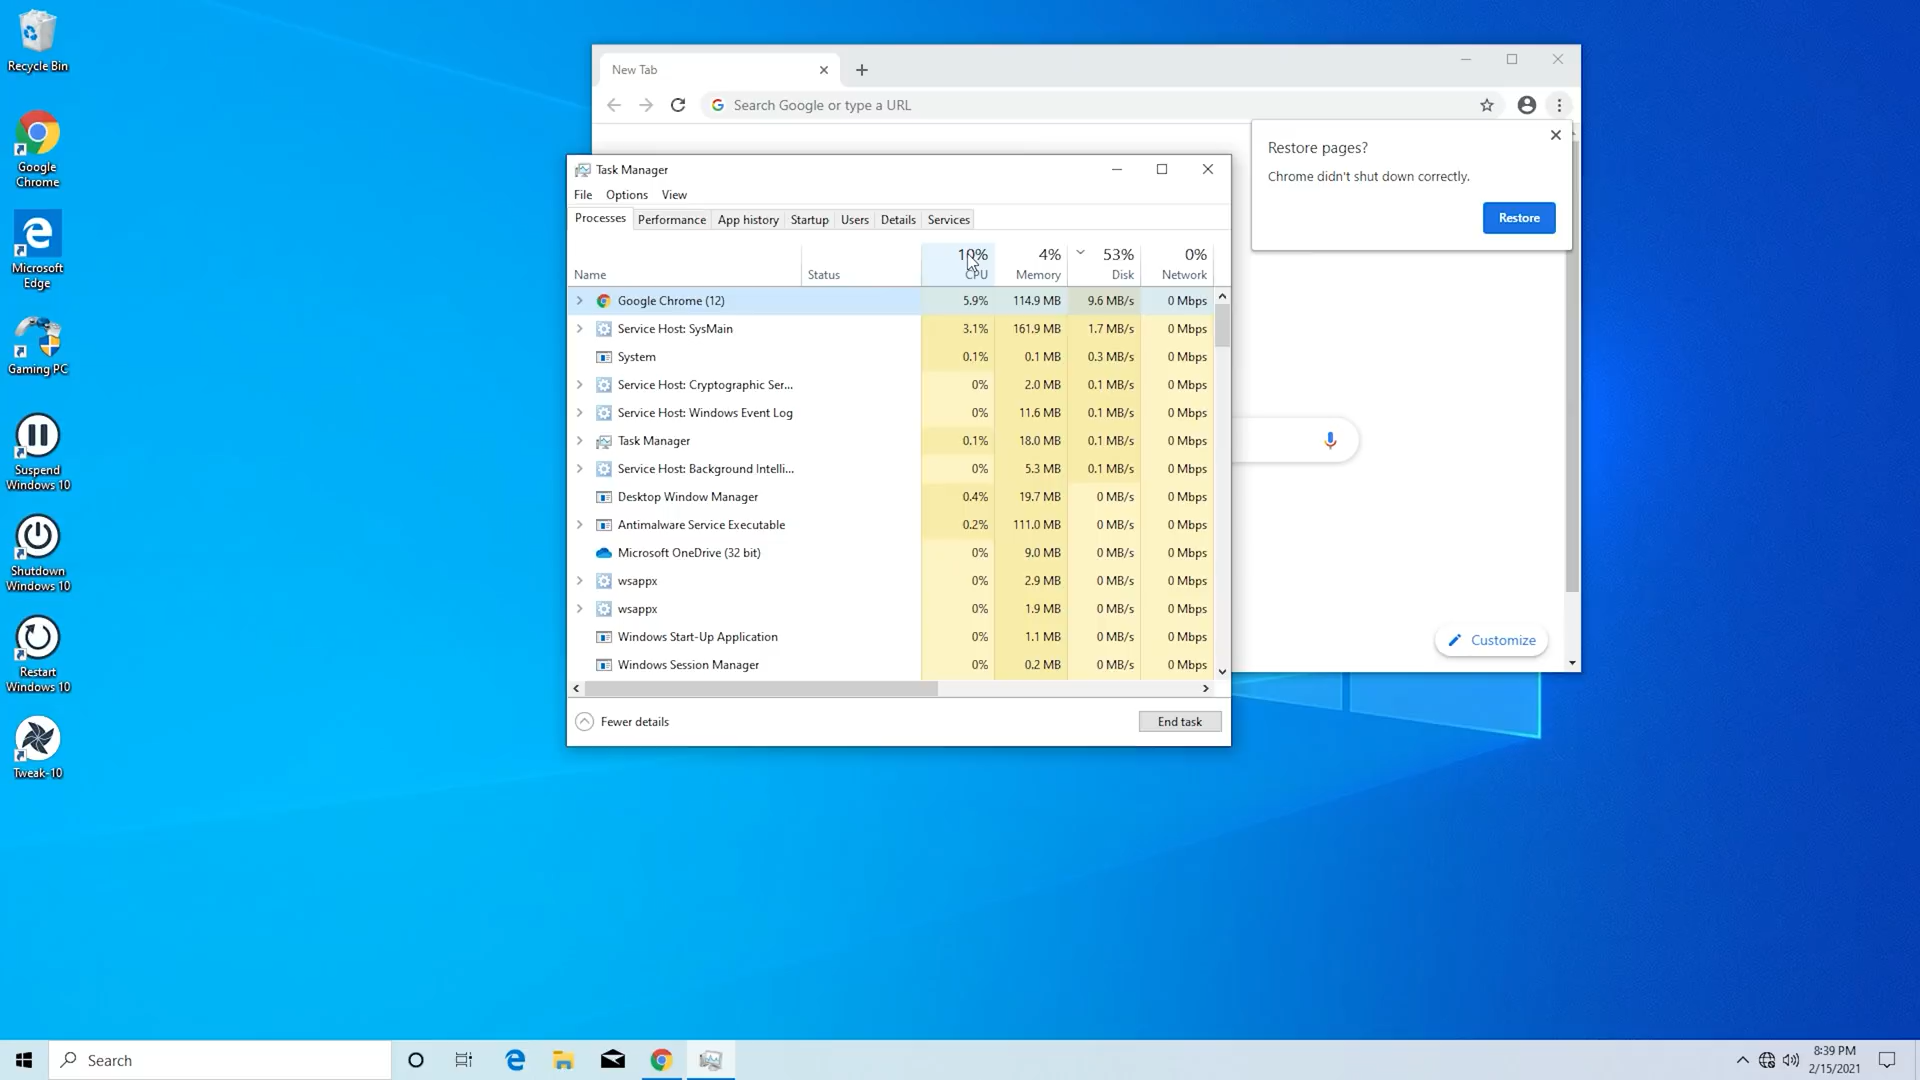 Recycle Bin
Google
Chrome
Microsoft
Edge
Gaming PC
Suspend
Windows 10
Shutdown
Windows 10
Restart
Windows 10
Tweak-10
New Tab
Search Google or type a URL
Restore pages?
Chrome didn't shut down correctly.
Restore
Customize
Task Manager
File Options View
Processes Performance App history Startup Users Details Services
4% 53% 0%
Name Status CPU Memory Disk Network
Google Chrome (12) 5.9% 114.9 MB 9.6 MB/s 0 Mbps
Service Host: SysMain 3.1% 161.9 MB 1.7 MB/s 0 Mbps
System 0.1% 0.1 MB 0.3 MB/s 0 Mbps
Service Host: Cryptographic Ser... 0% 2.0 MB 0.1 MB/s 0 Mbps
Service Host: Windows Event Log 0% 11.6 MB 0.1 MB/s 0 Mbps
Task Manager 0.1% 18.0 MB 0.1 MB/s 0 Mbps
Service Host: Background Intelli... 0% 5.3 MB 0.1 MB/s 0 Mbps
Desktop Window Manager 0.4% 19.7 MB 0 MB/s 0 Mbps
Antimalware Service Executable 0.2% 111.0 MB 0 MB/s 0 Mbps
Microsoft OneDrive (32 bit) 0% 9.0 MB 0 MB/s 0 Mbps
wsappx 0% 2.9 MB 0 MB/s 0 Mbps
wsappx 0% 1.9 MB 0 MB/s 0 Mbps
Windows Start-Up Application 0% 1.1 MB 0 MB/s 0 Mbps
Windows Session Manager 0% 0.2 MB 0 MB/s 0 Mbps
Fewer details End task
Search
8:39 PM
2/15/2021